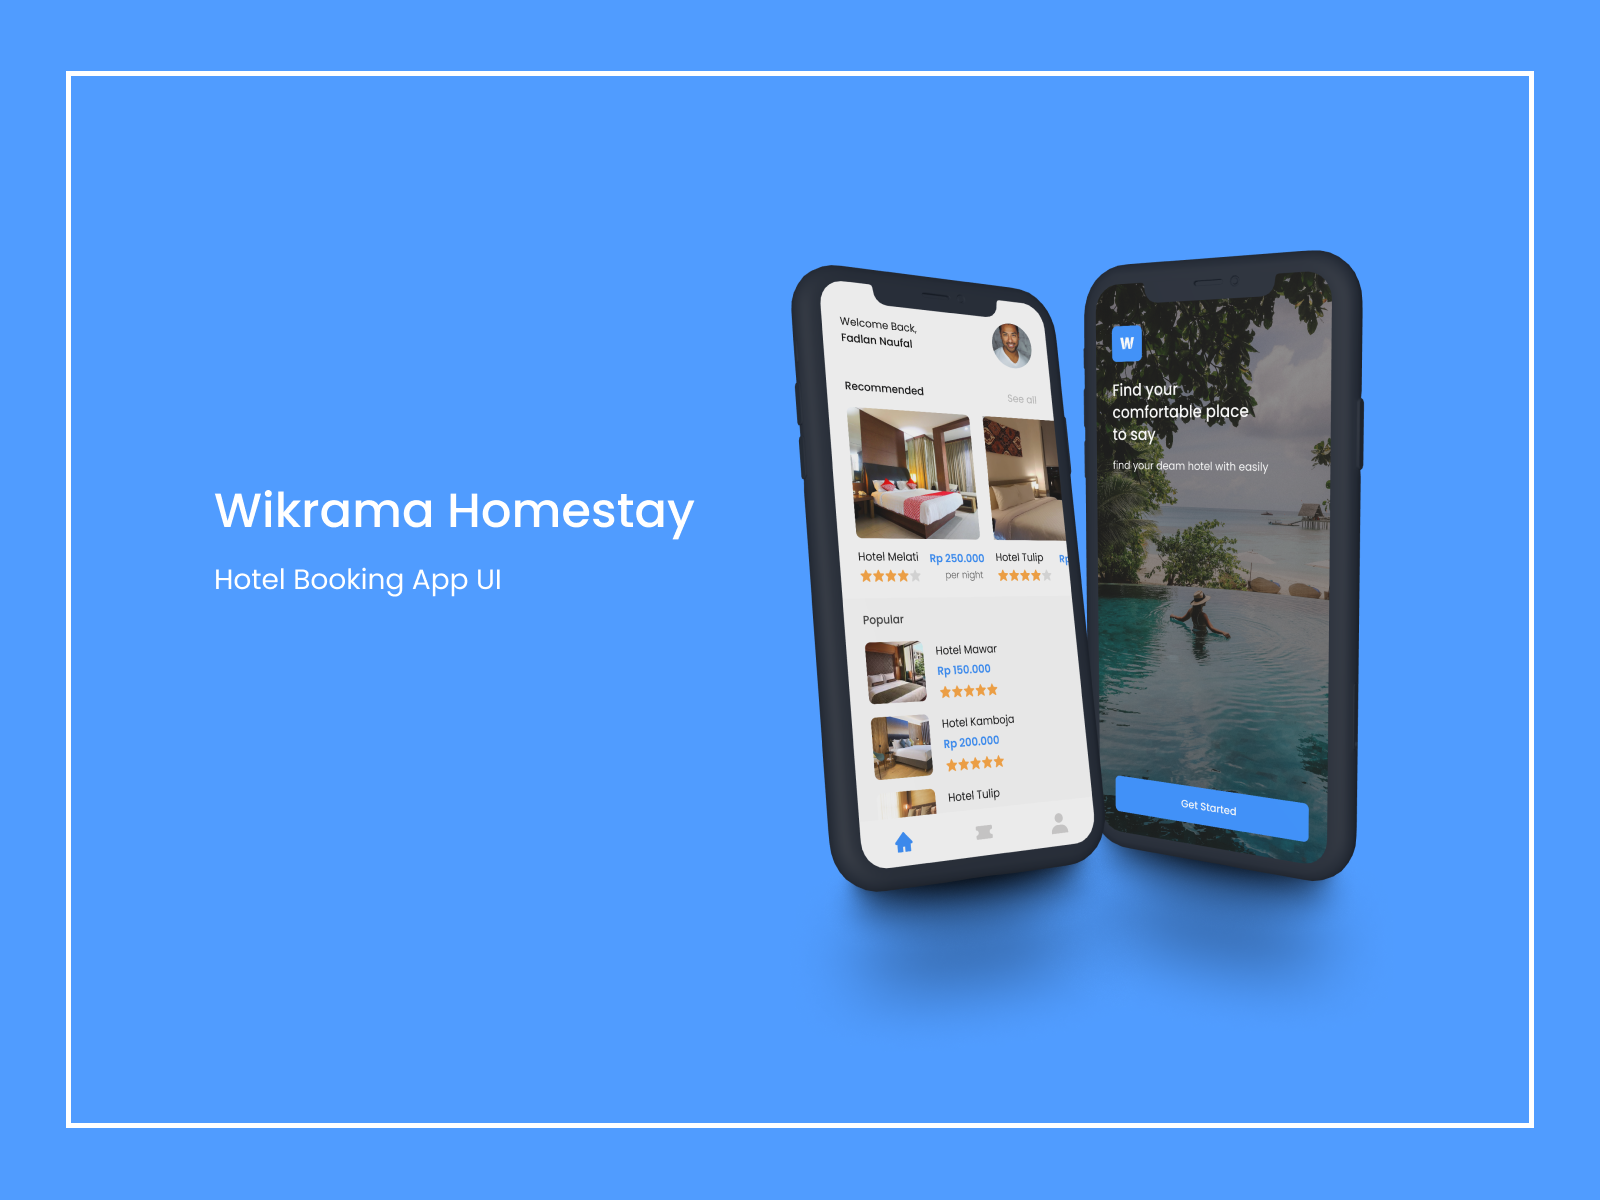 Wikrama Homestay
Hotel Booking App UI
Welcome Back,
Fadlan Naufal
Recommended
See all
Hotel Melati
Rp 250.000
per night
Hotel Tulip
Rp
Popular
Hotel Mawar
Rp 150.000
Hotel Kamboja
Rp 200.000
Hotel Tulip
W
Find your
comfortable place
to say
find your deam hotel with easily
Get Started